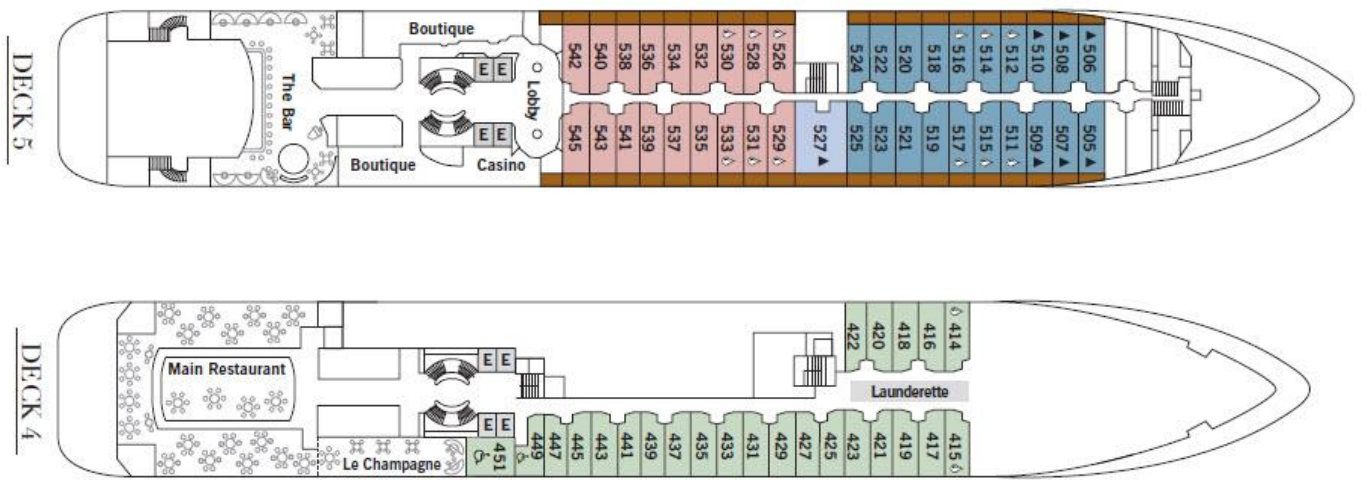 DECK 5
Boutique
The Bar
E E
Lobby
542 540 538 536 534 532 530 528 526
524 522 520 518 516 514 512 510 508 506
545 543 541 539 537 535 533 531 529
527
525 523 521 519 517 515 511 509 507 505
E E
Boutique
Casino
DECK 4
422 420 418 416 414
Main Restaurant
E E
Launderette
E E
Le Champagne
451 449 447 445 443 441 439 437 435 433 431 429 427 425 423 421 419 417 415